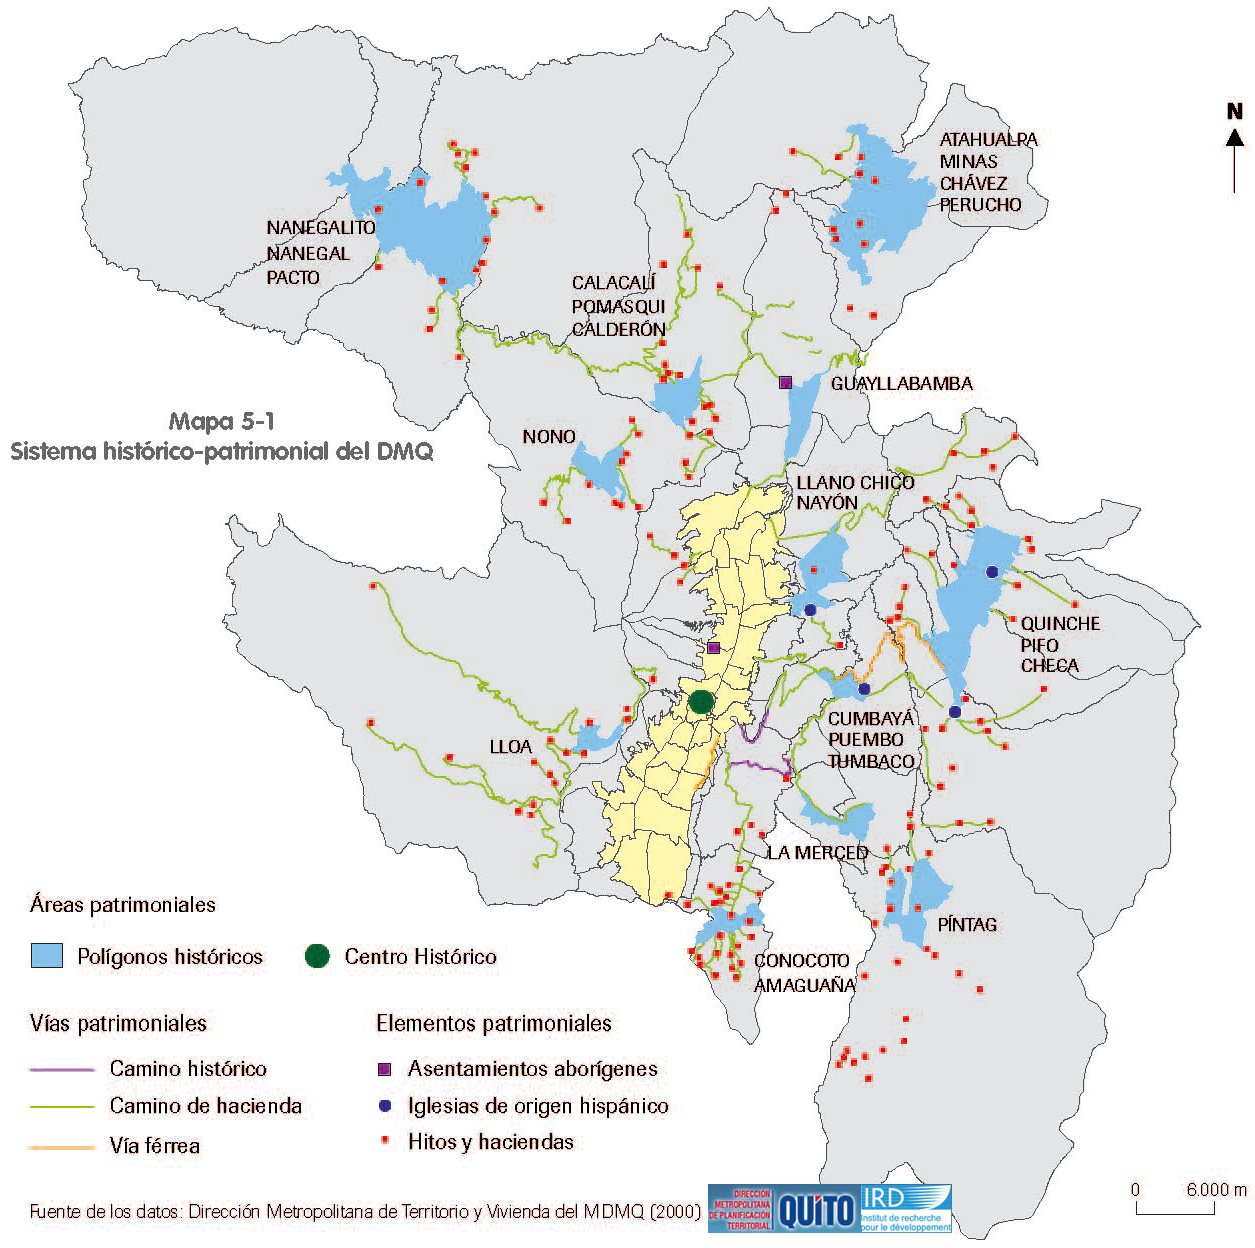 N
ATAHUALPA
MINAS
CHÁVEZ
PERUCHO
NANEGALITO
NANEGAL
PACTO
CALACALÍ
POMASQUI
CALDERÓN
GUAYLLABAMBA
Mapa 5-1
Sistema histórico-patrimonial del DMQ
NONO
LLANO CHICO
NAYÓN
QUINCHE
PIFO
CHECA
CUMBAYÁ
PUEMBO
TUMBACO
LLOA
LA MERCED
PÍNTAG
CONOCOTO
AMAGUAÑA
Áreas patrimoniales
Polígonos históricos
Centro Histórico
Vías patrimoniales
Camino histórico
Camino de hacienda
Vía férrea
Elementos patrimoniales
Asentamientos aborígenes
Iglesias de origen hispánico
Hitos y haciendas
Fuente de los datos: Dirección Metropolitana de Territorio y Vivienda del MDMQ (2000)
DIRECCIÓN
METROPOLITANA
DE PLANIFICACIÓN
TERRITORIAL
QUITO
IRD
Institut de recherche
pour le développement
0 6.000 m